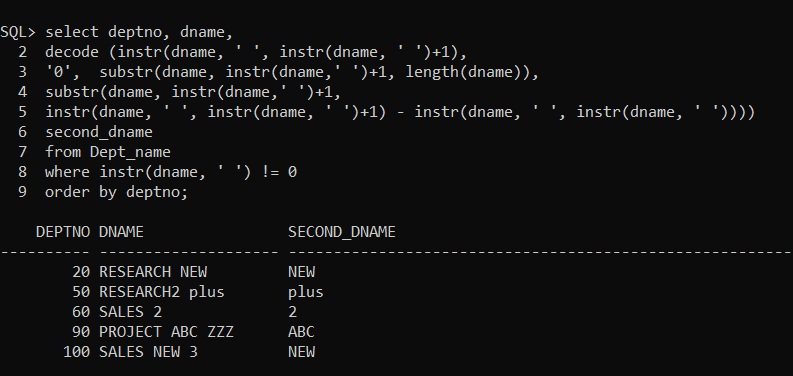 SQL> select deptno, dname,
  2  decode (instr(dname, ' ', instr(dname, ' ')+1),
  3  '0',  substr(dname, instr(dname,' ')+1, length(dname)),
  4  substr(dname, instr(dname,' ')+1,
  5  instr(dname, ' ', instr(dname, ' ')+1) - instr(dname, ' ', instr(dname, ' '))))
  6  second_dname
  7  from Dept_name
  8  where instr(dname, ' ') != 0
  9  order by deptno;
    DEPTNO DNAME                SECOND_DNAME
---------- -------------------- --------------------------------------------------------
        20 RESEARCH NEW         NEW
        50 RESEARCH2 plus       plus
        60 SALES 2              2
        90 PROJECT ABC ZZZ      ABC
       100 SALES NEW 3          NEW